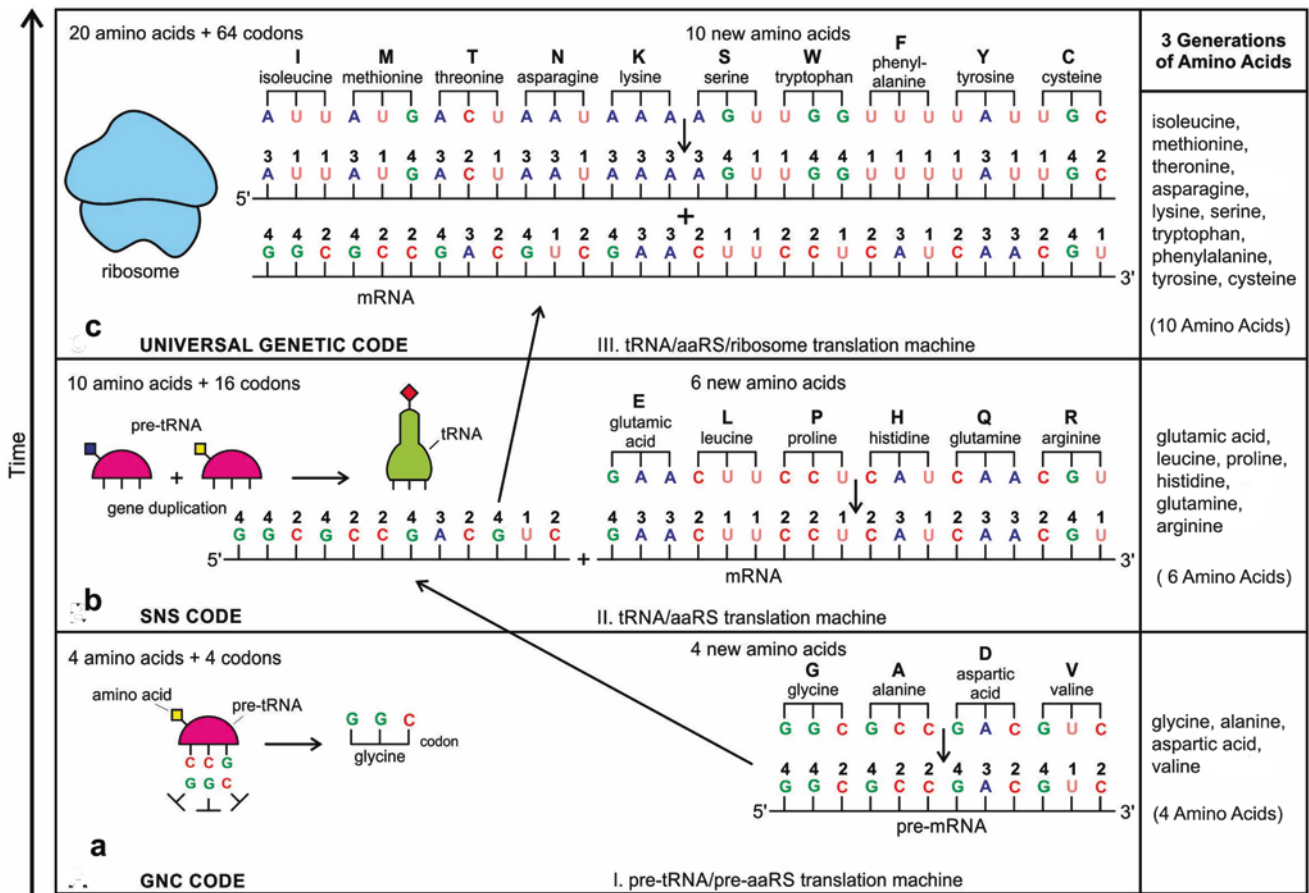 Time
20 amino acids + 64 codons
10 new amino acids
I M T N K S W F Y C
isoleucine methionine threonine asparagine lysine serine tryptophan phenyl-alanine tyrosine cysteine
A U U A U G A C U A A U A A A A G U U G G U U U U A U U G C
3 1 1 3 1 4 3 2 1 3 3 1 3 3 3 3 4 1 1 4 4 1 1 1 1 3 1 1 4 2
A U U A U G A C U A A U A A A A G U U G G U U U U A U U G C
5'
+
4 4 2 4 2 2 4 3 2 4 1 2 4 3 3 2 1 1 2 2 1 2 3 1 2 3 3 2 4 1
G G C G C C G A C G U C G A A C U U C C U C A U C A A C G U
3'
mRNA
ribosome
c
UNIVERSAL GENETIC CODE
III. tRNA/aaRS/ribosome translation machine
3 Generations
of Amino Acids
isoleucine,
methionine,
theronine,
asparagine,
lysine, serine,
tryptophan,
phenylalanine,
tyrosine, cysteine
(10 Amino Acids)
10 amino acids + 16 codons
6 new amino acids
pre-tRNA
+
tRNA
gene duplication
E L P H Q R
glutamic acid leucine proline histidine glutamine arginine
G A A C U U C C U C A U C A A C G U
4 4 2 4 2 2 4 3 2 4 1 2
G G C G C C G A C G U C
5'
+
4 3 3 2 1 1 2 2 1 2 3 1 2 3 3 2 4 1
G A A C U U C C U C A U C A A C G U
3'
mRNA
b
SNS CODE
II. tRNA/aaRS translation machine
glutamic acid,
leucine, proline,
histidine,
glutamine,
arginine
( 6 Amino Acids)
4 amino acids + 4 codons
4 new amino acids
amino acid
pre-tRNA
C C G
G G C
G G C
codon
glycine
G A D V
glycine alanine aspartic acid valine
G G C G C C G A C G U C
4 4 2 4 2 2 4 3 2 4 1 2
G G C G C C G A C G U C
5' 3'
pre-mRNA
a
GNC CODE
I. pre-tRNA/pre-aaRS translation machine
glycine, alanine,
aspartic acid,
valine
(4 Amino Acids)